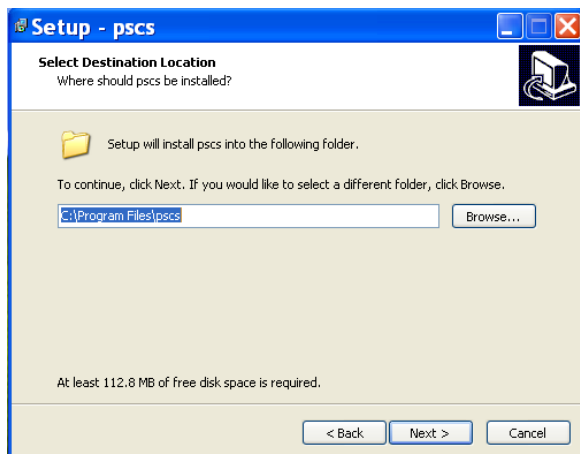 Setup - pscs
Select Destination Location
Where should pscs be installed?
Setup will install pscs into the following folder.
To continue, click Next. If you would like to select a different folder, click Browse.
C:\Program Files\pscs
Browse...
At least 112.8 MB of free disk space is required.
< Back
Next >
Cancel